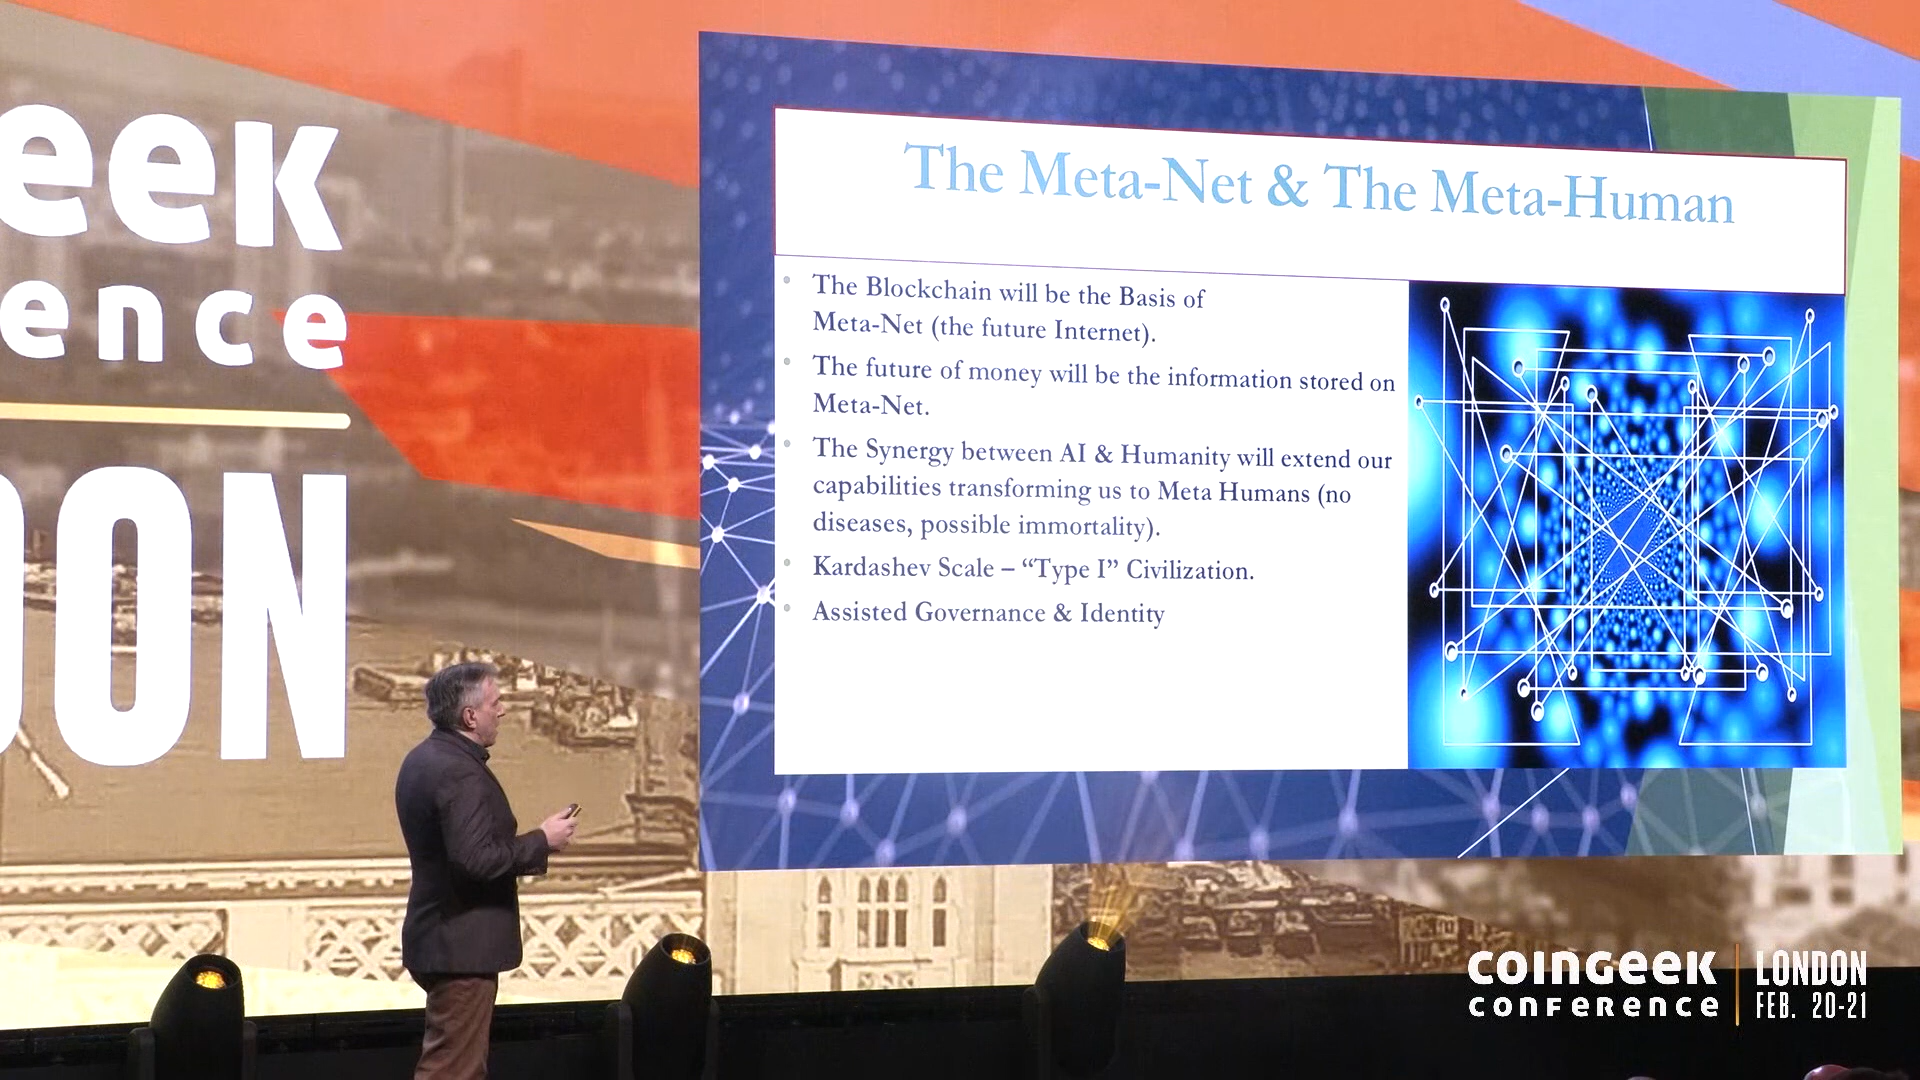 eek
ence
DON
The Meta-Net & The Meta-Human
• The Blockchain will be the Basis of
Meta-Net (the future Internet).
• The future of money will be the information stored on
Meta-Net.
• The Synergy between AI & Humanity will extend our
capabilities transforming us to Meta Humans (no
diseases, possible immortality).
• Kardashev Scale – “Type I” Civilization.
• Assisted Governance & Identity
COINGEEK
CONFERENCE
LONDON
FEB. 20-21